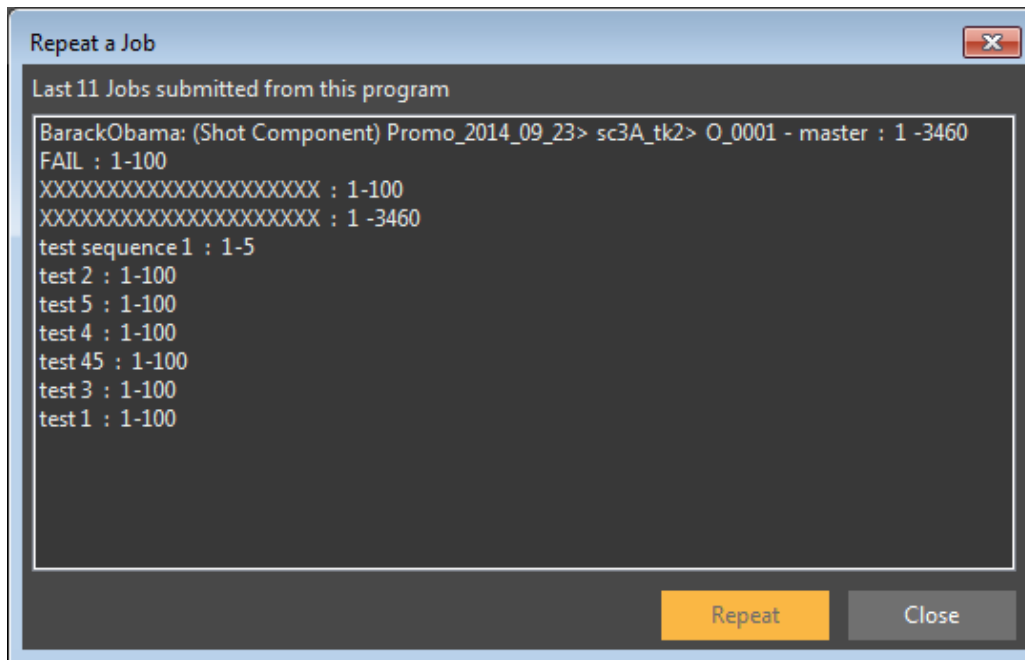 Repeat a Job
Last 11 Jobs submitted from this program
BarackObama: (Shot Component) Promo_2014_09_23> sc3A_tk2> O_0001 - master : 1 -3460
FAIL : 1-100
XXXXXXXXXXXXXXXXXXXXX : 1-100
XXXXXXXXXXXXXXXXXXXXX : 1 -3460
test sequence 1 : 1-5
test 2 : 1-100
test 5 : 1-100
test 4 : 1-100
test 45 : 1-100
test 3 : 1-100
test 1 : 1-100
Repeat
Close